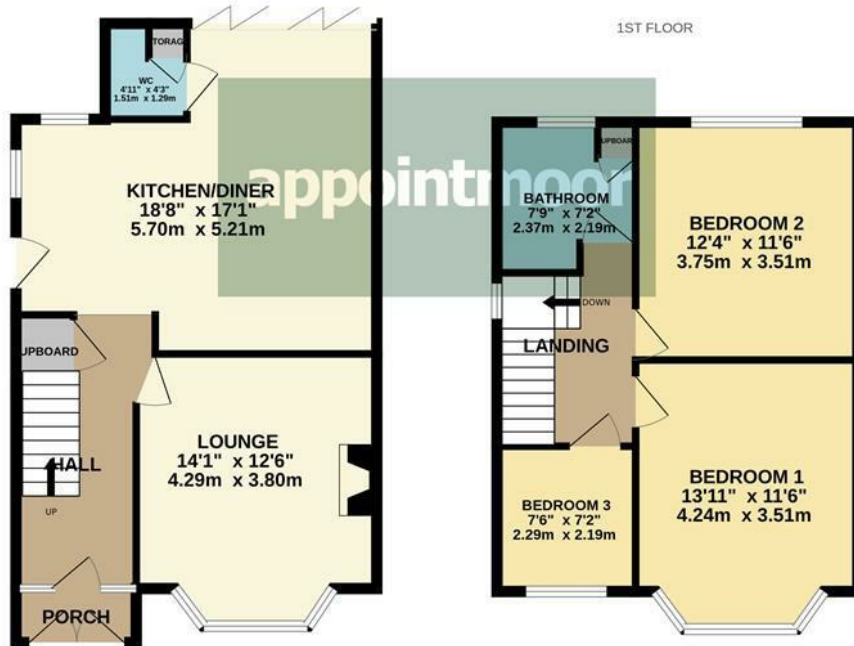 1ST FLOOR
TORAG
WC
4'11" x 4'3"
1.51m x 1.29m
KITCHEN/DINER
18'8" x 17'1"
5.70m x 5.21m
appointmoor
UPBOARD
HALL
UP
LOUNGE
14'1" x 12'6"
4.29m x 3.80m
PORCH
UPBOARD
BATHROOM
7'9" x 7'2"
2.37m x 2.19m
BEDROOM 2
12'4" x 11'6"
3.75m x 3.51m
DOWN
LANDING
BEDROOM 3
7'6" x 7'2"
2.29m x 2.19m
BEDROOM 1
13'11" x 11'6"
4.24m x 3.51m